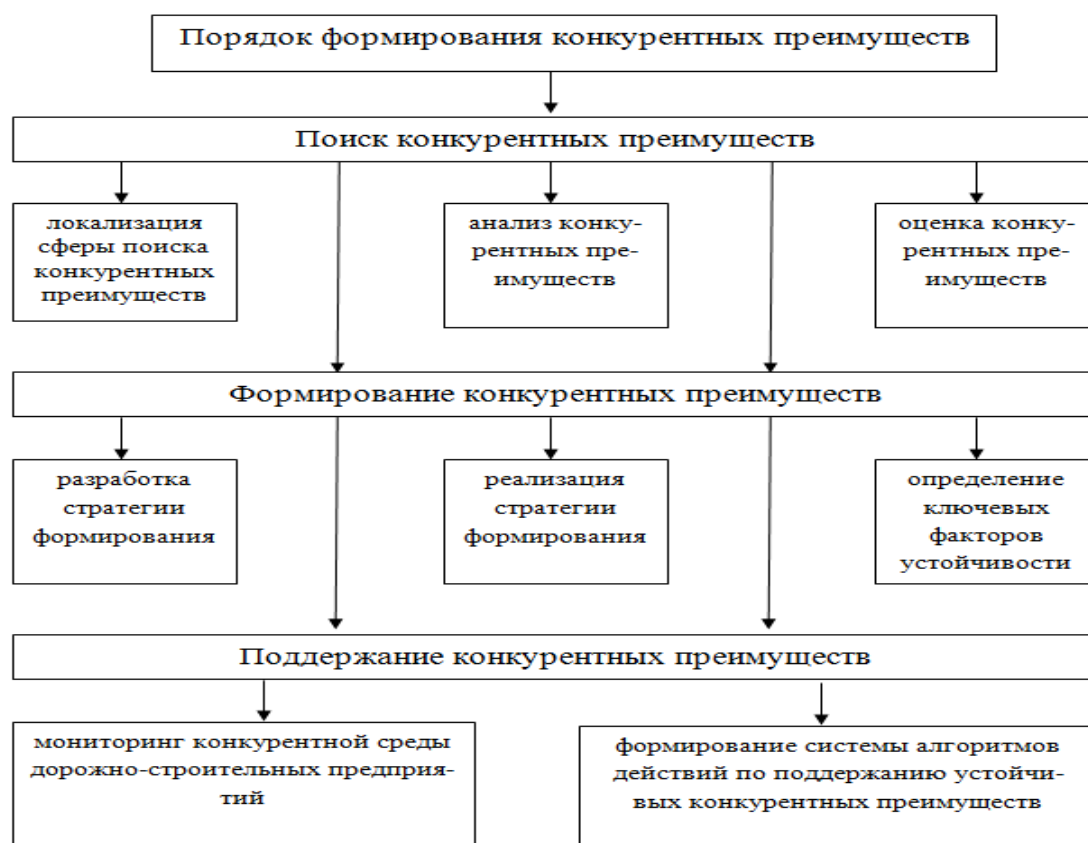 Порядок формирования конкурентных преимуществ
Поиск конкурентных преимуществ
локализация
сферы поиска
конкурентных
преимуществ
анализ конку-
рентных пре-
имуществ
оценка конку-
рентных пре-
имуществ
Формирование конкурентных преимуществ
разработка
стратегии
формирования
реализация
стратегии
формирования
определение
ключевых
факторов
устойчивости
Поддержание конкурентных преимуществ
мониторинг конкурентной среды
дорожно-строительных предприя-
тий
формирование системы алгоритмов
действий по поддержанию устойчи-
вых конкурентных преимуществ